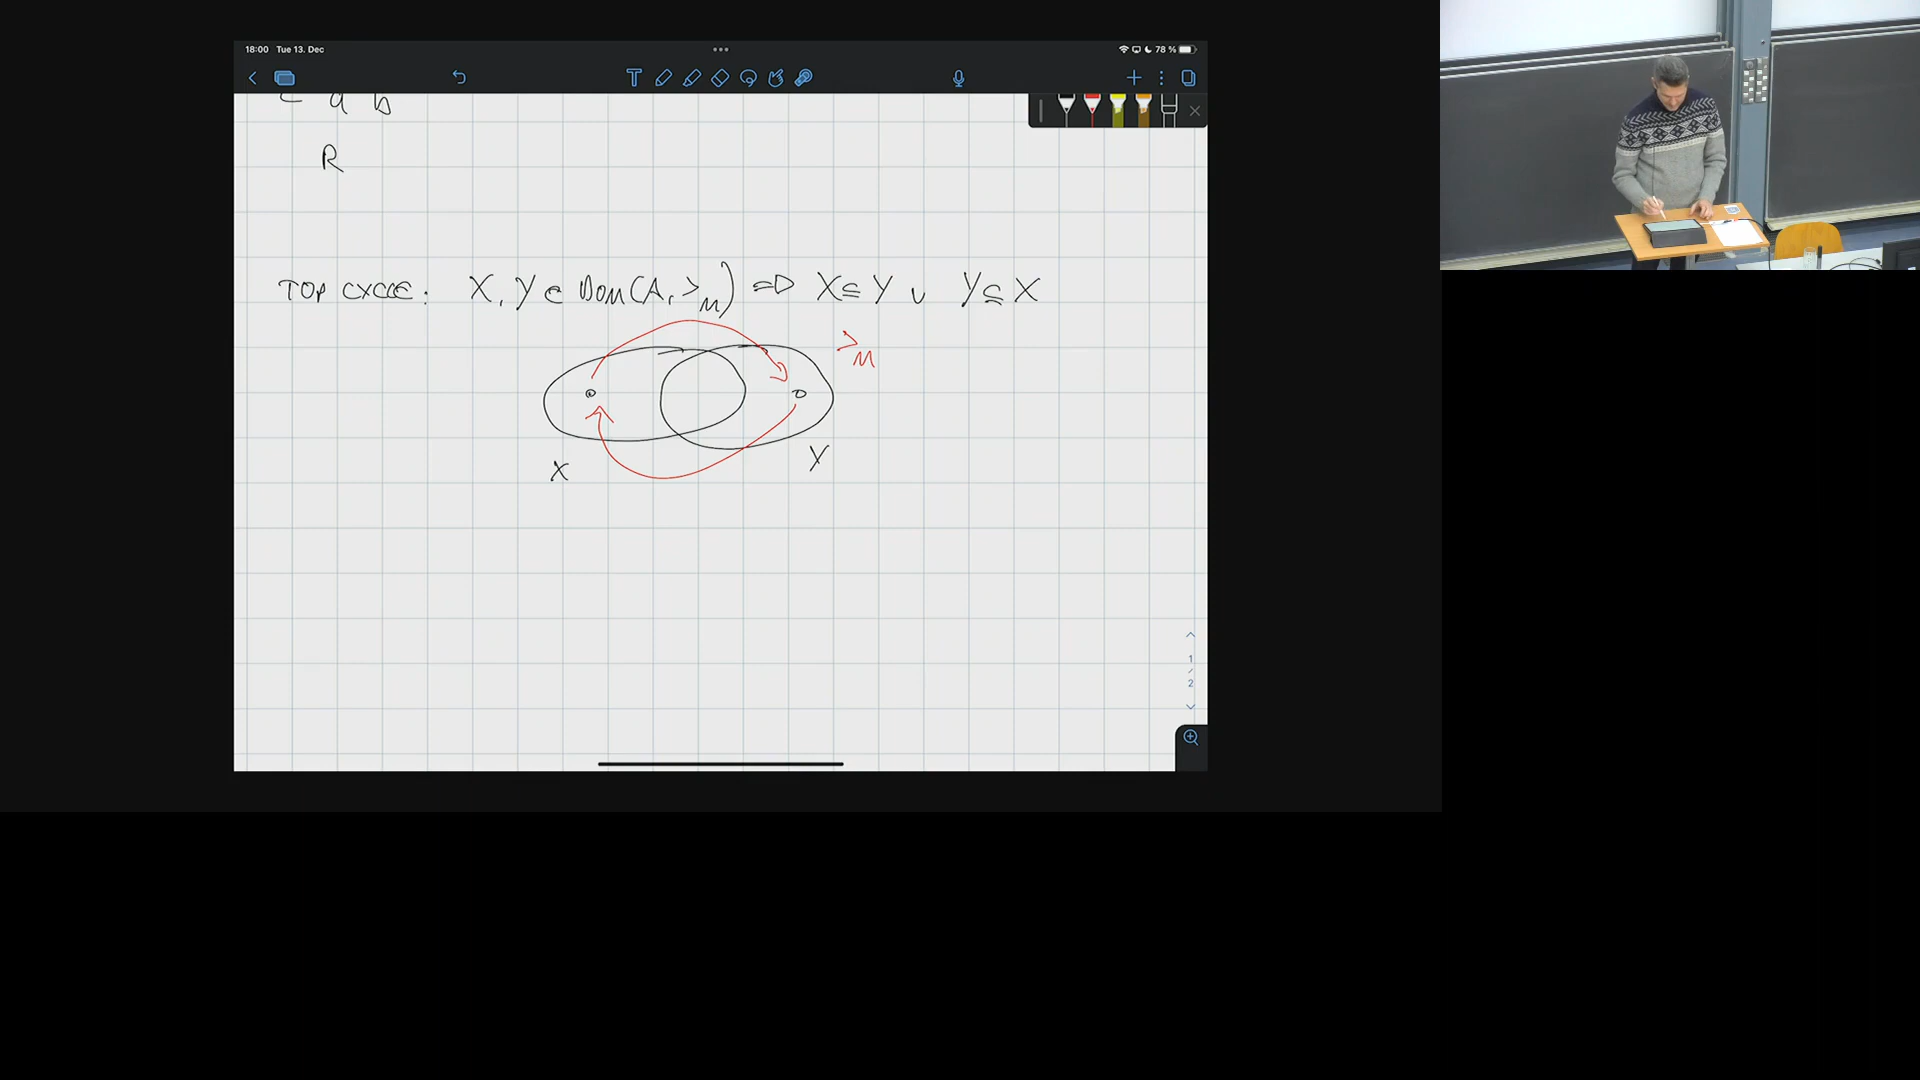 18:00 Tue 13. Dec 78 %
c a b
R
TOP CYCLE: X, Y ∈ DOM(A, >M) => X ⊆ Y ∨ Y ⊆ X
>M
X Y
1
/
2